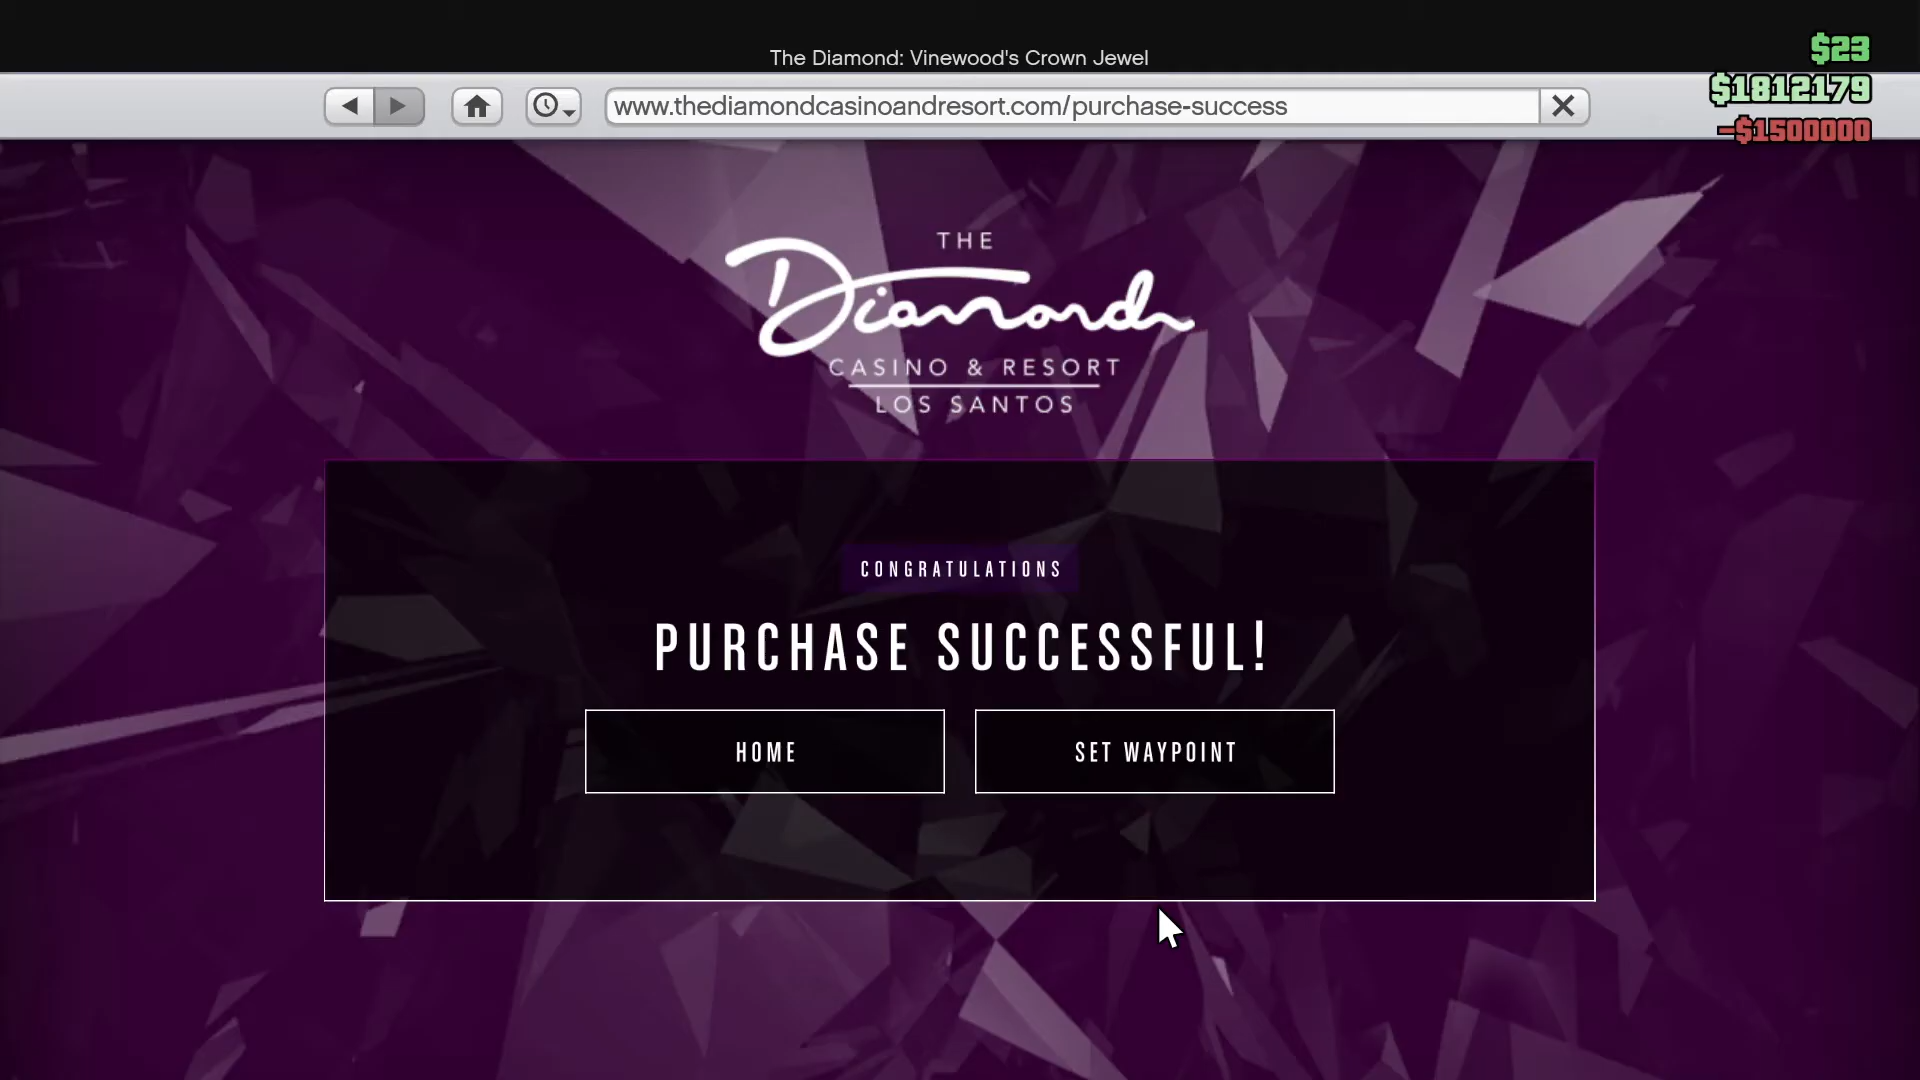 The Diamond: Vinewood's Crown Jewel
$23
www.thediamondcasinoandresort.com/purchase-success
$1812179
-$1500000
THE
Diamond
CASINO & RESORT
LOS SANTOS
CONGRATULATIONS
PURCHASE SUCCESSFUL!
HOME
SET WAYPOINT